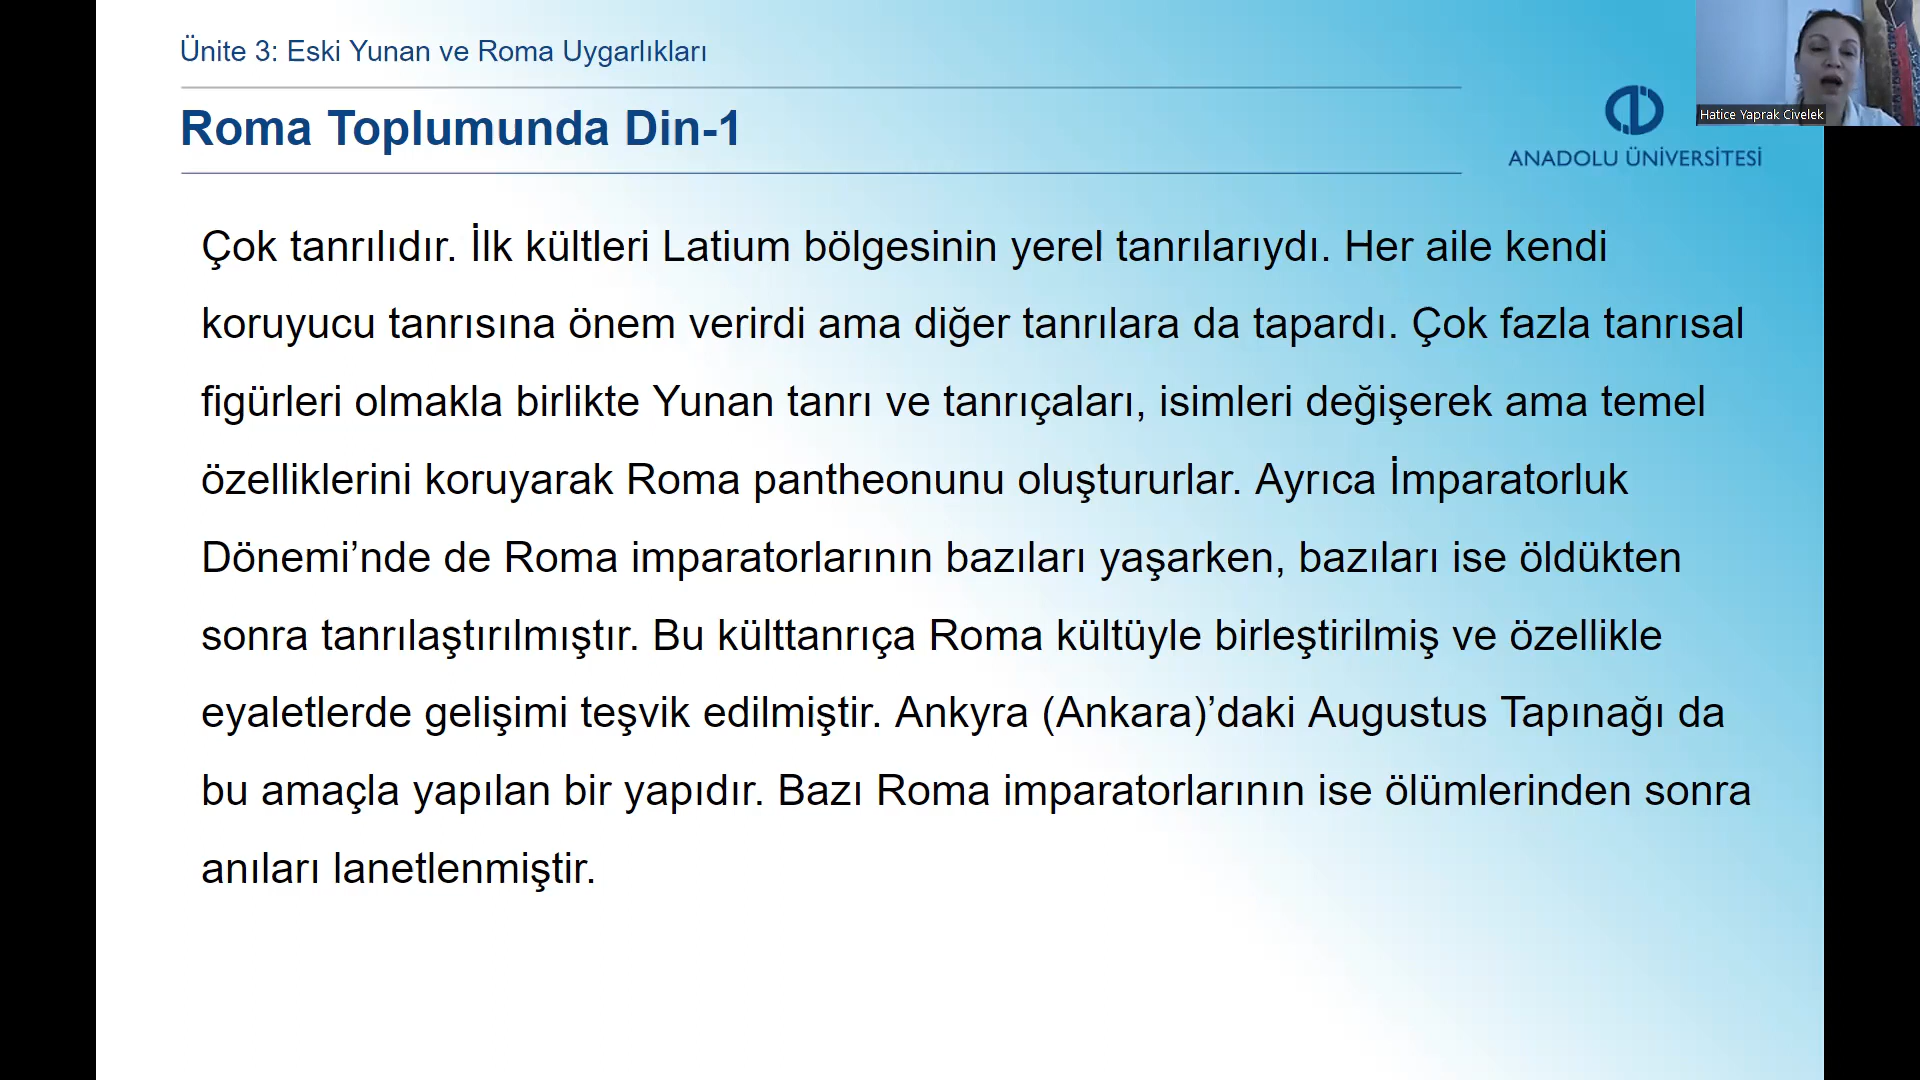 Ünite 3: Eski Yunan ve Roma Uygarlıkları
Roma Toplumunda Din-1
ANADOLU ÜNİVERSİTESİ
Hatice Yaprak Civelek
Çok tanrılıdır. İlk kültleri Latium bölgesinin yerel tanrılarıydı. Her aile kendi
koruyucu tanrısına önem verirdi ama diğer tanrılara da tapardı. Çok fazla tanrısal
figürleri olmakla birlikte Yunan tanrı ve tanrıçaları, isimleri değişerek ama temel
özelliklerini koruyarak Roma pantheonunu oluştururlar. Ayrıca İmparatorluk
Dönemi’nde de Roma imparatorlarının bazıları yaşarken, bazıları ise öldükten
sonra tanrılaştırılmıştır. Bu külttanrıça Roma kültüyle birleştirilmiş ve özellikle
eyaletlerde gelişimi teşvik edilmiştir. Ankyra (Ankara)’daki Augustus Tapınağı da
bu amaçla yapılan bir yapıdır. Bazı Roma imparatorlarının ise ölümlerinden sonra
anıları lanetlenmiştir.